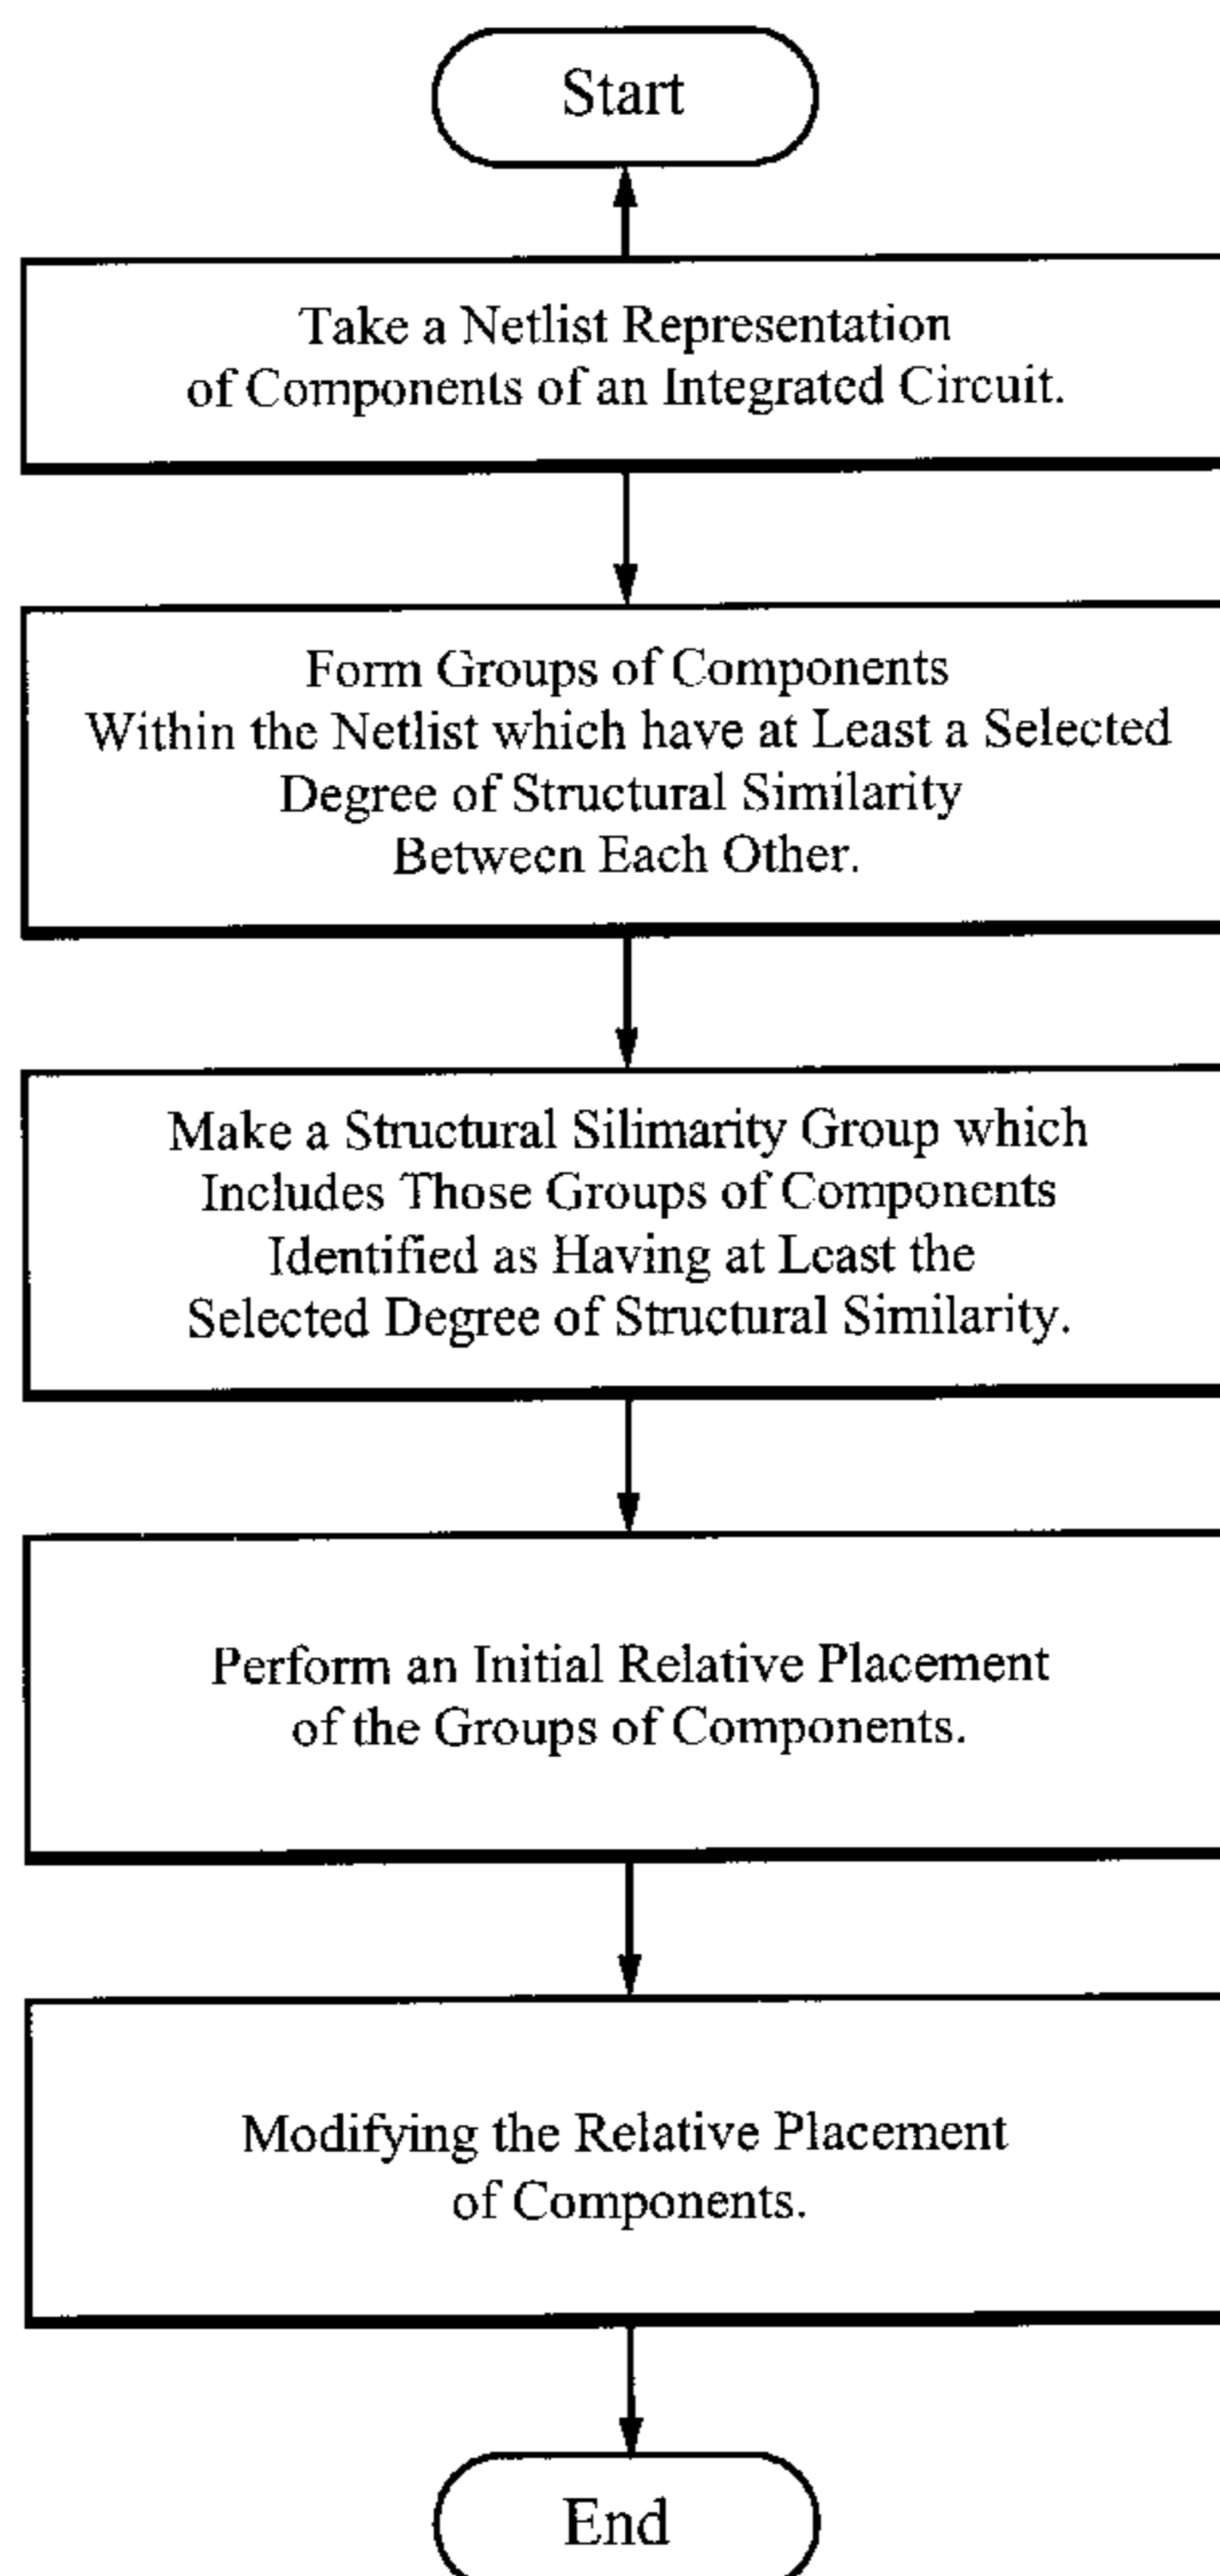 Start
Take a Netlist Representation
of Components of an Integrated Circuit.
Form Groups of Components
Within the Netlist which have at Least a Selected
Degree of Structural Similarity
Between Each Other.
Make a Structural Silimarity Group which
Includes Those Groups of Components
Identified as Having at Least the
Selected Degree of Structural Similarity.
Perform an Initial Relative Placement
of the Groups of Components.
Modifying the Relative Placement
of Components.
End